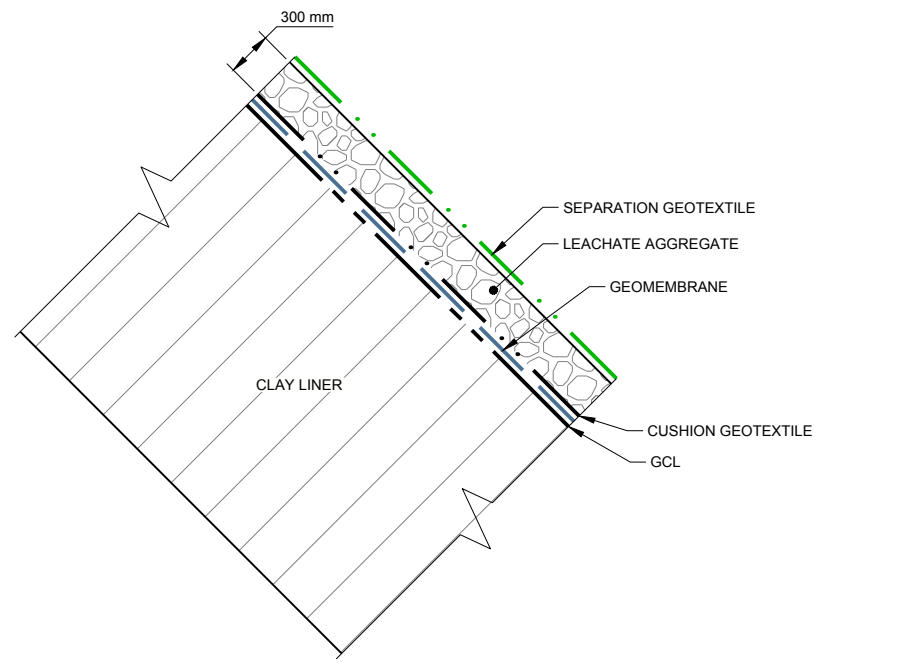 300 mm
SEPARATION GEOTEXTILE
LEACHATE AGGREGATE
GEOMEMBRANE
CLAY LINER
CUSHION GEOTEXTILE
GCL